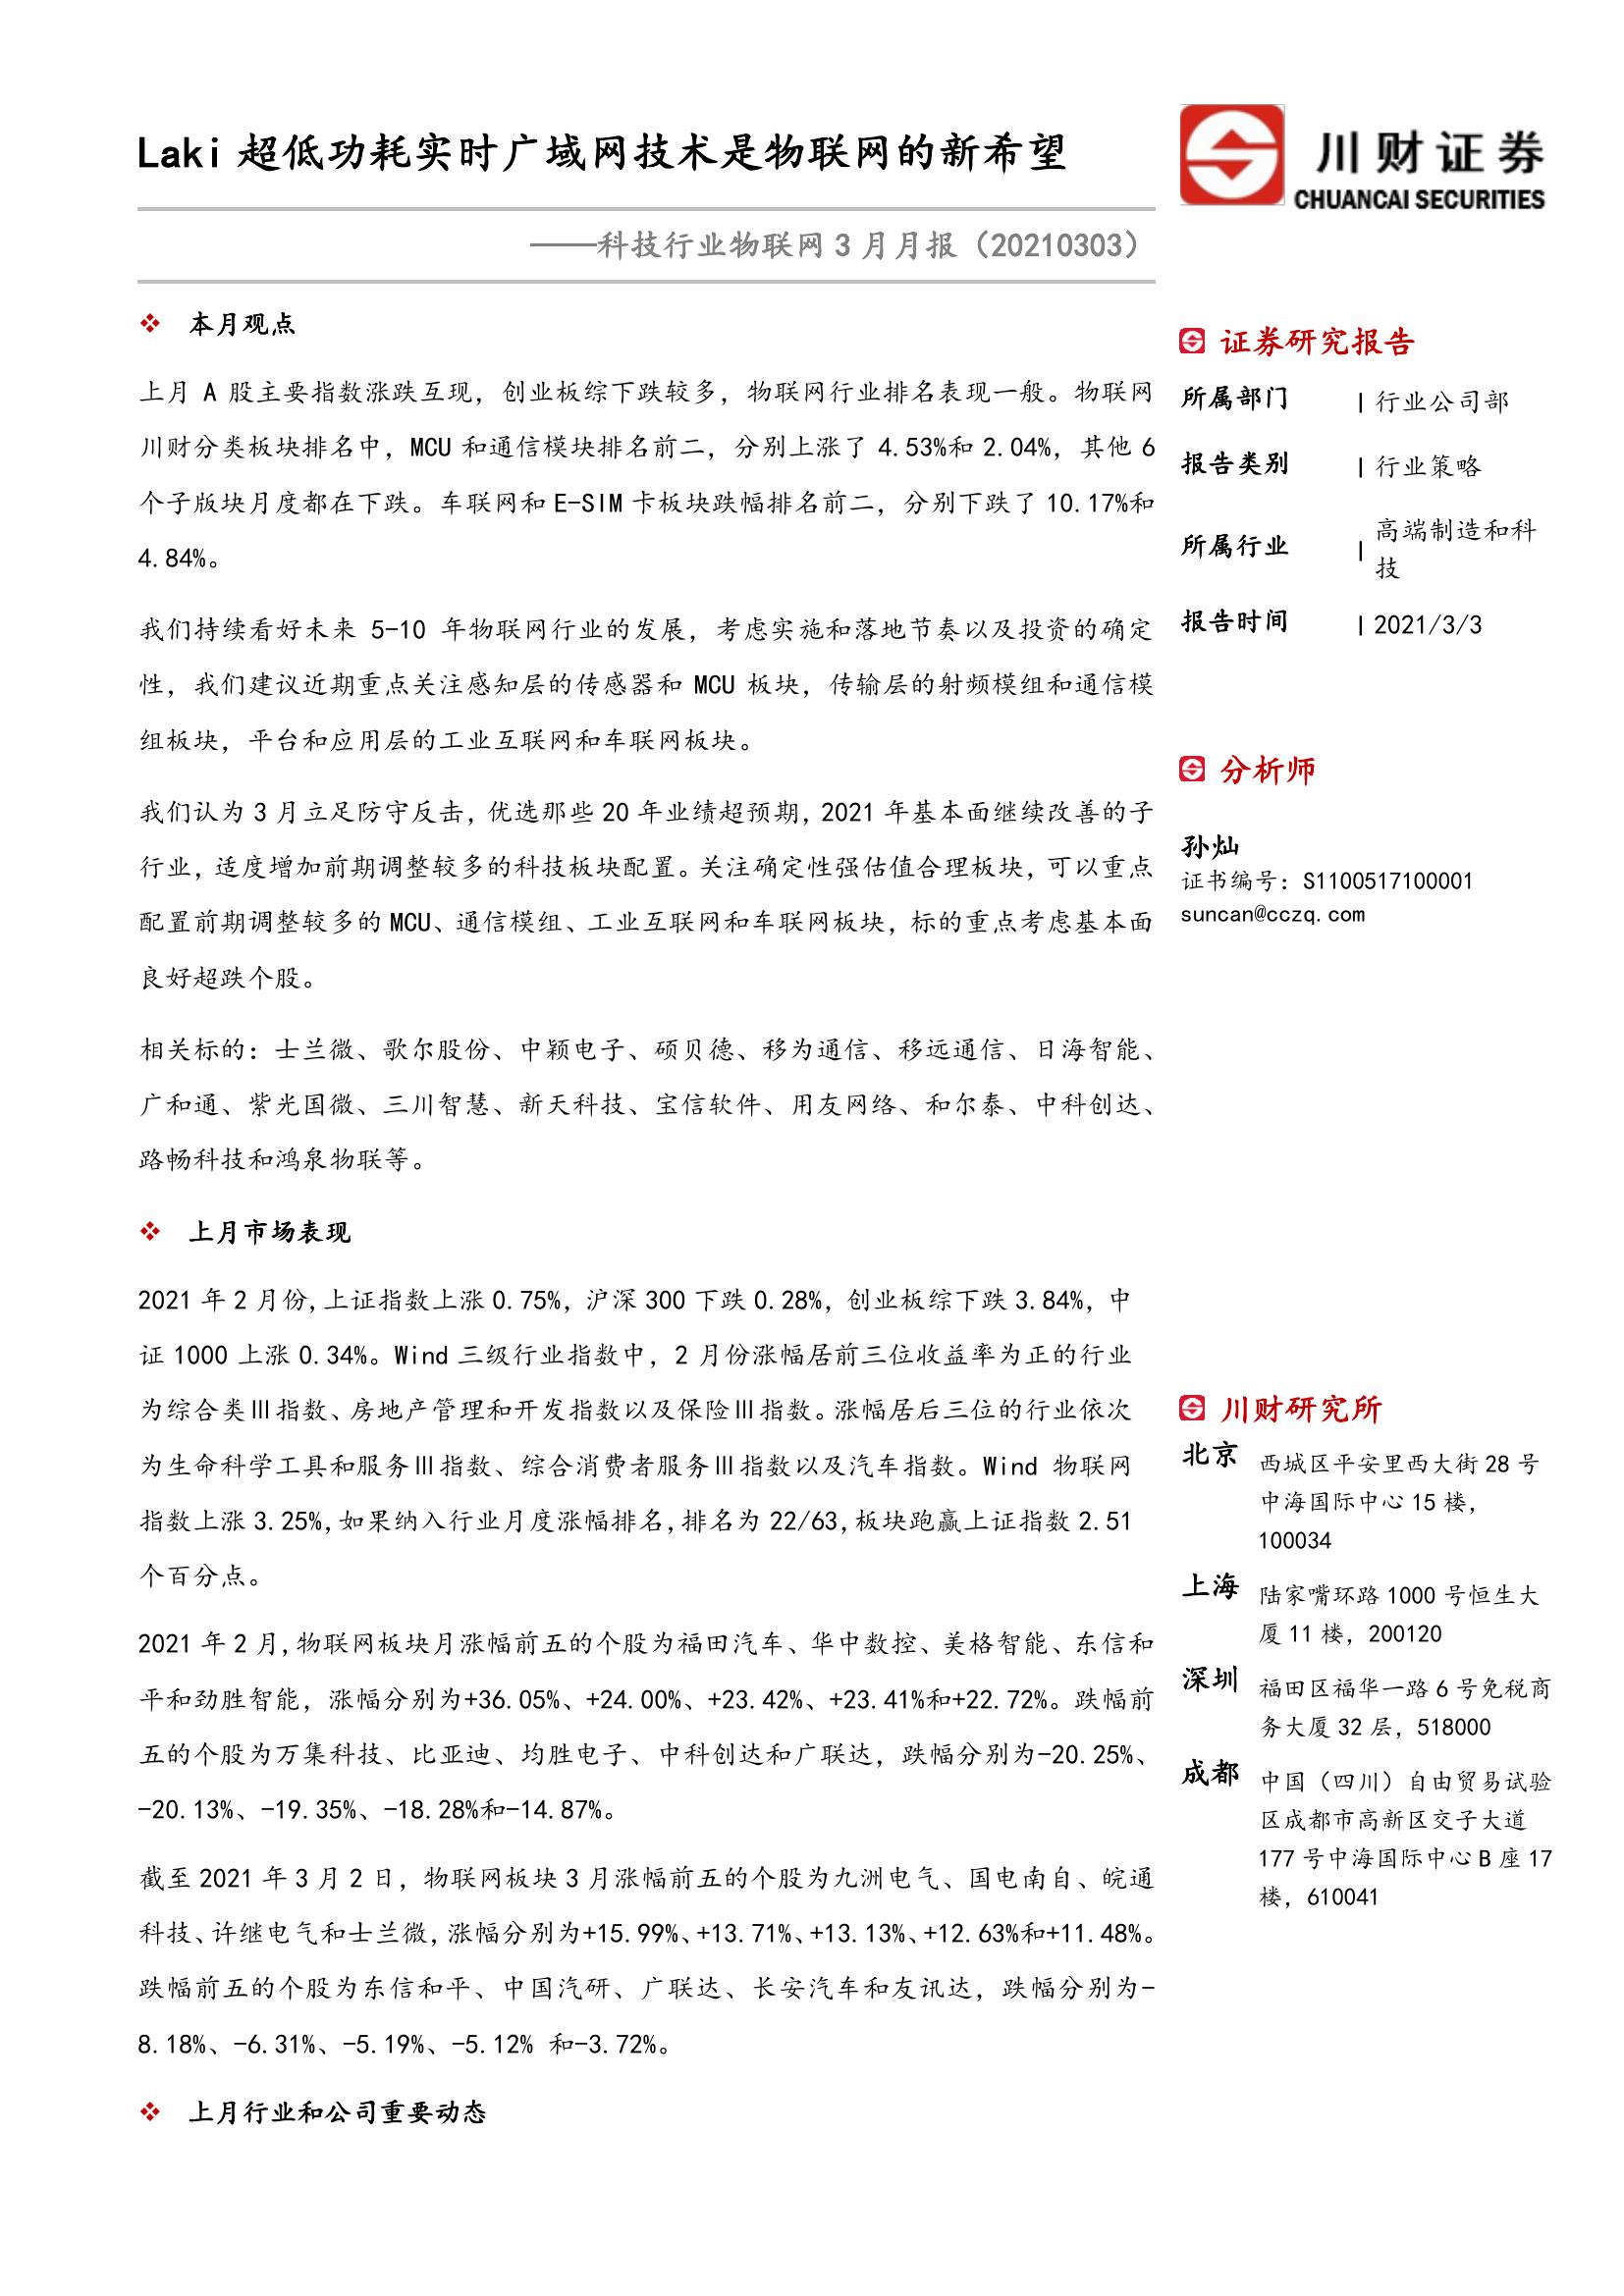 Laki 超低功耗实时广域网技术是物联网的新希望
——科技行业物联网 3 月月报（20210303）
川财证券
CHUANCAI SECURITIES
本月观点
上月 A 股主要指数涨跌互现，创业板综下跌较多，物联网行业排名表现一般。物联网
川财分类板块排名中，MCU 和通信模块排名前二，分别上涨了 4.53%和 2.04%，其他 6
个子版块月度都在下跌。车联网和 E-SIM 卡板块跌幅排名前二，分别下跌了 10.17%和
4.84%。
我们持续看好未来 5-10 年物联网行业的发展，考虑实施和落地节奏以及投资的确定
性，我们建议近期重点关注感知层的传感器和 MCU 板块，传输层的射频模组和通信模
组板块，平台和应用层的工业互联网和车联网板块。
我们认为 3 月立足防守反击，优选那些 20 年业绩超预期，2021 年基本面继续改善的子
行业，适度增加前期调整较多的科技板块配置。关注确定性强估值合理板块，可以重点
配置前期调整较多的 MCU、通信模组、工业互联网和车联网板块，标的重点考虑基本面
良好超跌个股。
相关标的：士兰微、歌尔股份、中颖电子、硕贝德、移为通信、移远通信、日海智能、
广和通、紫光国微、三川智慧、新天科技、宝信软件、用友网络、和尔泰、中科创达、
路畅科技和鸿泉物联等。
上月市场表现
2021 年 2 月份，上证指数上涨 0.75%，沪深 300 下跌 0.28%，创业板综下跌 3.84%，中
证 1000 上涨 0.34%。Wind 三级行业指数中，2 月份涨幅居前三位收益率为正的行业
为综合类Ⅲ指数、房地产管理和开发指数以及保险Ⅲ指数。涨幅居后三位的行业依次
为生命科学工具和服务Ⅲ指数、综合消费者服务Ⅲ指数以及汽车指数。Wind 物联网
指数上涨 3.25%，如果纳入行业月度涨幅排名，排名为 22/63，板块跑赢上证指数 2.51
个百分点。
2021 年 2 月，物联网板块月涨幅前五的个股为福田汽车、华中数控、美格智能、东信和
平和劲胜智能，涨幅分别为+36.05%、+24.00%、+23.42%、+23.41%和+22.72%。跌幅前
五的个股为万集科技、比亚迪、均胜电子、中科创达和广联达，跌幅分别为-20.25%、
-20.13%、-19.35%、-18.28%和-14.87%。
截至 2021 年 3 月 2 日，物联网板块 3 月涨幅前五的个股为九洲电气、国电南自、皖通
科技、许继电气和士兰微，涨幅分别为+15.99%、+13.71%、+13.13%、+12.63%和+11.48%。
跌幅前五的个股为东信和平、中国汽研、广联达、长安汽车和友讯达，跌幅分别为-
8.18%、-6.31%、-5.19%、-5.12% 和-3.72%。
上月行业和公司重要动态
证券研究报告
所属部门 | 行业公司部
报告类别 | 行业策略
所属行业 | 高端制造和科
技
报告时间 | 2021/3/3
分析师
孙灿
证书编号：S1100517100001
suncan@cczq.com
川财研究所
北京 西城区平安里西大街 28 号
中海国际中心 15 楼，
100034
上海 陆家嘴环路 1000 号恒生大
厦 11 楼，200120
深圳 福田区福华一路 6 号免税商
务大厦 32 层，518000
成都 中国（四川）自由贸易试验
区成都市高新区交子大道
177 号中海国际中心 B 座 17
楼，610041